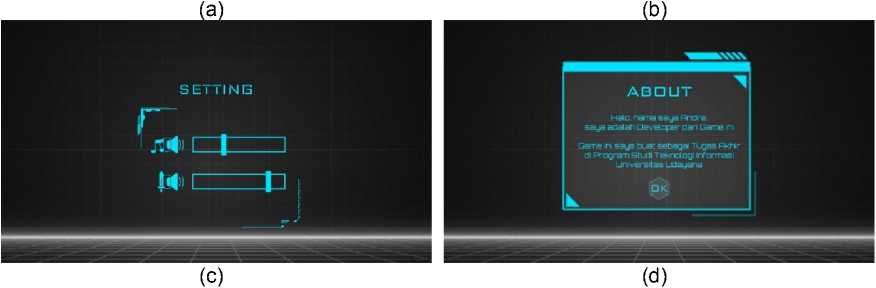 (a)
(b)
SETTING
ABOUT
Halo, nama saya Andre
saya adalah Developer dari Game ini
Game ini saya buat sebagai Tugas Akhir
di Program Studi Teknologi Informasi
Universitas Udayana
OK
(c)
(d)